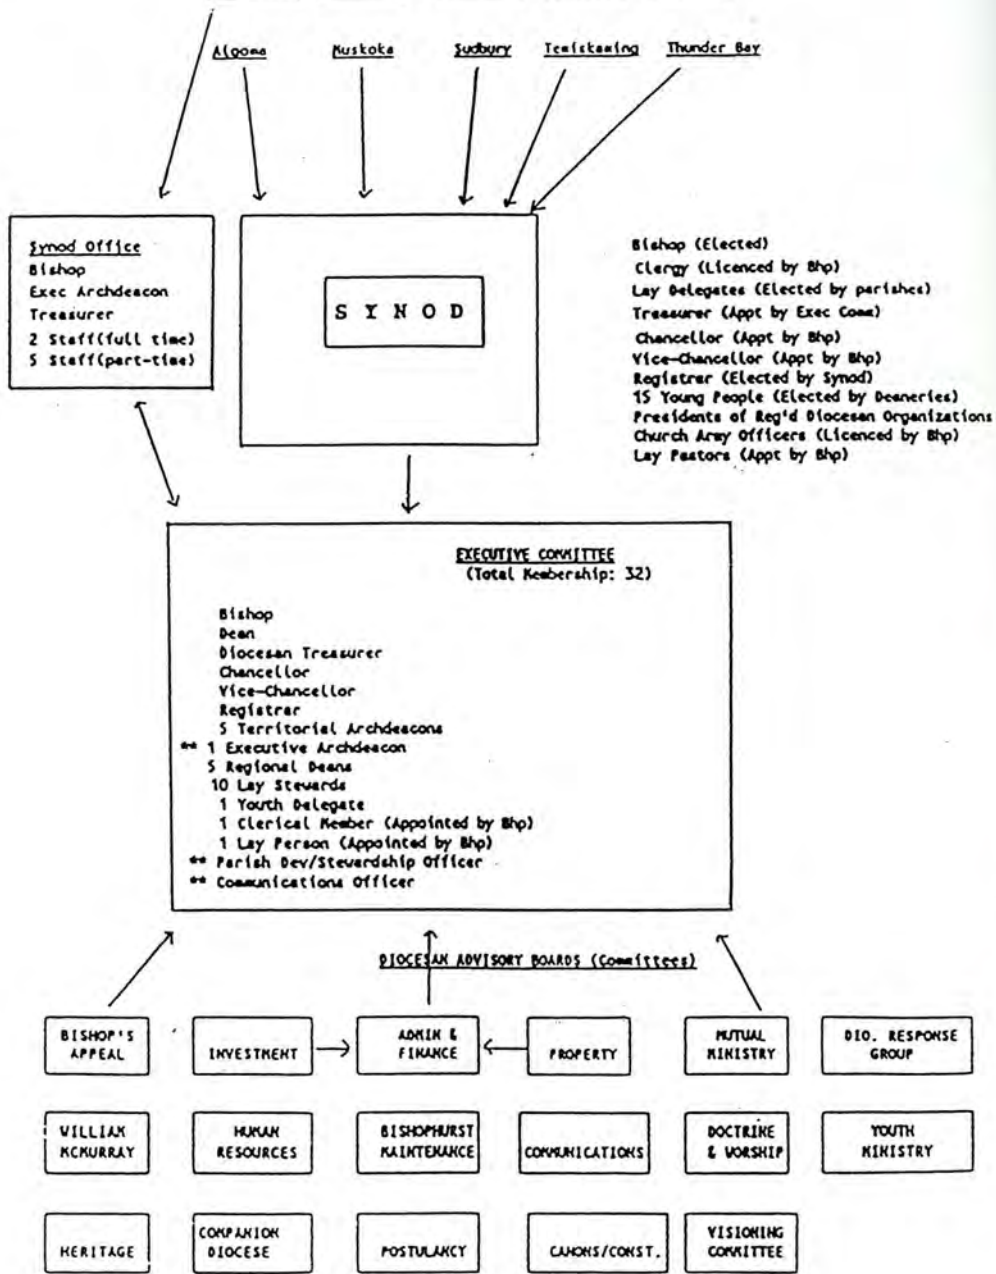 Algoma
Muskoka
Sudbury
Temiskaming
Thunder Bay
Synod Office
Bishop
Exec Archdeacon
Treasurer
2 Staff(full time)
5 Staff(part-time)
S Y N O D
Bishop (Elected)
Clergy (Licenced by Bhp)
Lay Delegates (Elected by parishes)
Treasurer (Appt by Exec Comm)
Chancellor (Appt by Bhp)
Vice-Chancellor (Appt by Bhp)
Registrar (Elected by Synod)
15 Young People (Elected by Deaneries)
Presidents of Reg'd Diocesan Organizations
Church Army Officers (Licenced by Bhp)
Lay Pastors (Appt by Bhp)
EXECUTIVE COMMITTEE
(Total Membership: 32)
Bishop
Dean
Diocesan Treasurer
Chancellor
Vice-Chancellor
Registrar
5 Territorial Archdeacons
** 1 Executive Archdeacon
5 Regional Deans
10 Lay Stewards
1 Youth Delegate
1 Clerical Member (Appointed by Bhp)
1 Lay Person (Appointed by Bhp)
** Parish Dev/Stewardship Officer
** Communications Officer
DIOCESAN ADVISORY BOARDS (Committees)
BISHOP'S
APPEAL
INVESTMENT
ADMIN &
FINANCE
PROPERTY
MUTUAL
MINISTRY
DIO. RESPONSE
GROUP
WILLIAM
MCMURRAY
HUMAN
RESOURCES
BISHOPHURST
MAINTENANCE
COMMUNICATIONS
DOCTRINE
& WORSHIP
YOUTH
MINISTRY
HERITAGE
COMPANION
DIOCESE
POSTULANCY
CANONS/CONST.
VISIONING
COMMITTEE